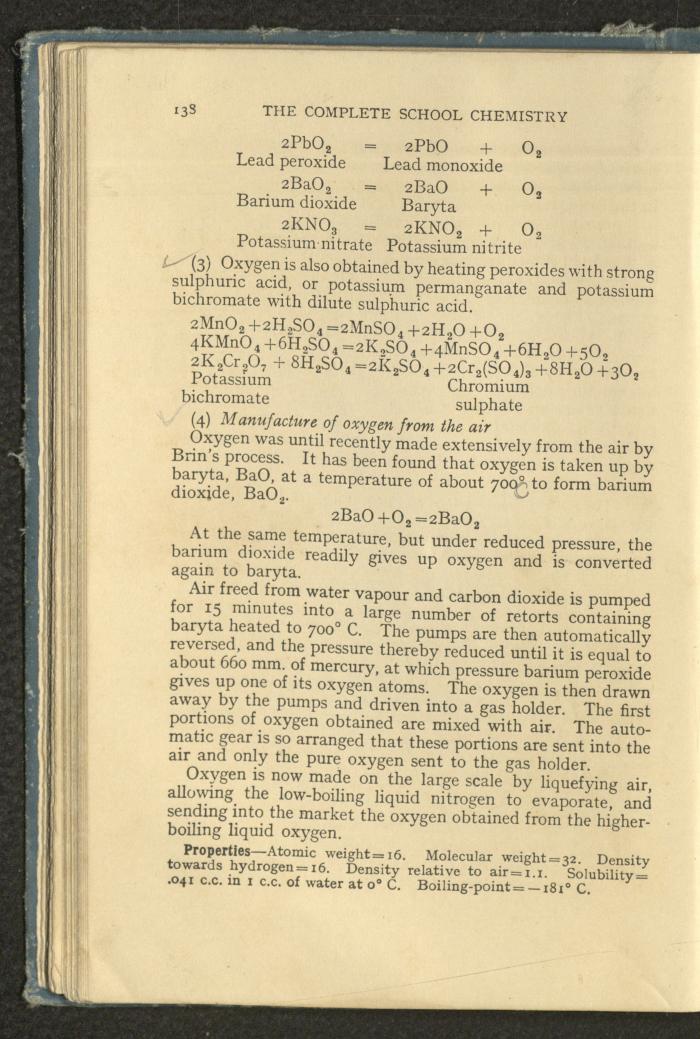 138 THE COMPLETE SCHOOL CHEMISTRY
2PbO₂ = 2PbO + O₂
Lead peroxide Lead monoxide
2BaO₂ = 2BaO + O₂
Barium dioxide Baryta
2KNO₃ = 2KNO₂ + O₂
Potassium nitrate Potassium nitrite
(3) Oxygen is also obtained by heating peroxides with strong
sulphuric acid, or potassium permanganate and potassium
bichromate with dilute sulphuric acid.
2MnO₂+2H₂SO₄=2MnSO₄+2H₂O+O₂
4KMnO₄+6H₂SO₄=2K₂SO₄+4MnSO₄+6H₂O+5O₂
2K₂Cr₂O₇ + 8H₂SO₄=2K₂SO₄+2Cr₂(SO₄)₃+8H₂O+3O₂
Potassium Chromium
bichromate sulphate
(4) Manufacture of oxygen from the air
Oxygen was until recently made extensively from the air by
Brin's process. It has been found that oxygen is taken up by
baryta, BaO, at a temperature of about 700° C to form barium
dioxide, BaO₂.
2BaO+O₂=2BaO₂
At the same temperature, but under reduced pressure, the
barium dioxide readily gives up oxygen and is converted
again to baryta.
Air freed from water vapour and carbon dioxide is pumped
for 15 minutes into a large number of retorts containing
baryta heated to 700° C. The pumps are then automatically
reversed, and the pressure thereby reduced until it is equal to
about 660 mm. of mercury, at which pressure barium peroxide
gives up one of its oxygen atoms. The oxygen is then drawn
away by the pumps and driven into a gas holder. The first
portions of oxygen obtained are mixed with air. The auto-
matic gear is so arranged that these portions are sent into the
air and only the pure oxygen sent to the gas holder.
Oxygen is now made on the large scale by liquefying air,
allowing the low-boiling liquid nitrogen to evaporate, and
sending into the market the oxygen obtained from the higher-
boiling liquid oxygen.
Properties—Atomic weight=16. Molecular weight=32. Density
towards hydrogen=16. Density relative to air=1.1. Solubility=
.041 c.c. in 1 c.c. of water at 0° C. Boiling-point=−181° C.